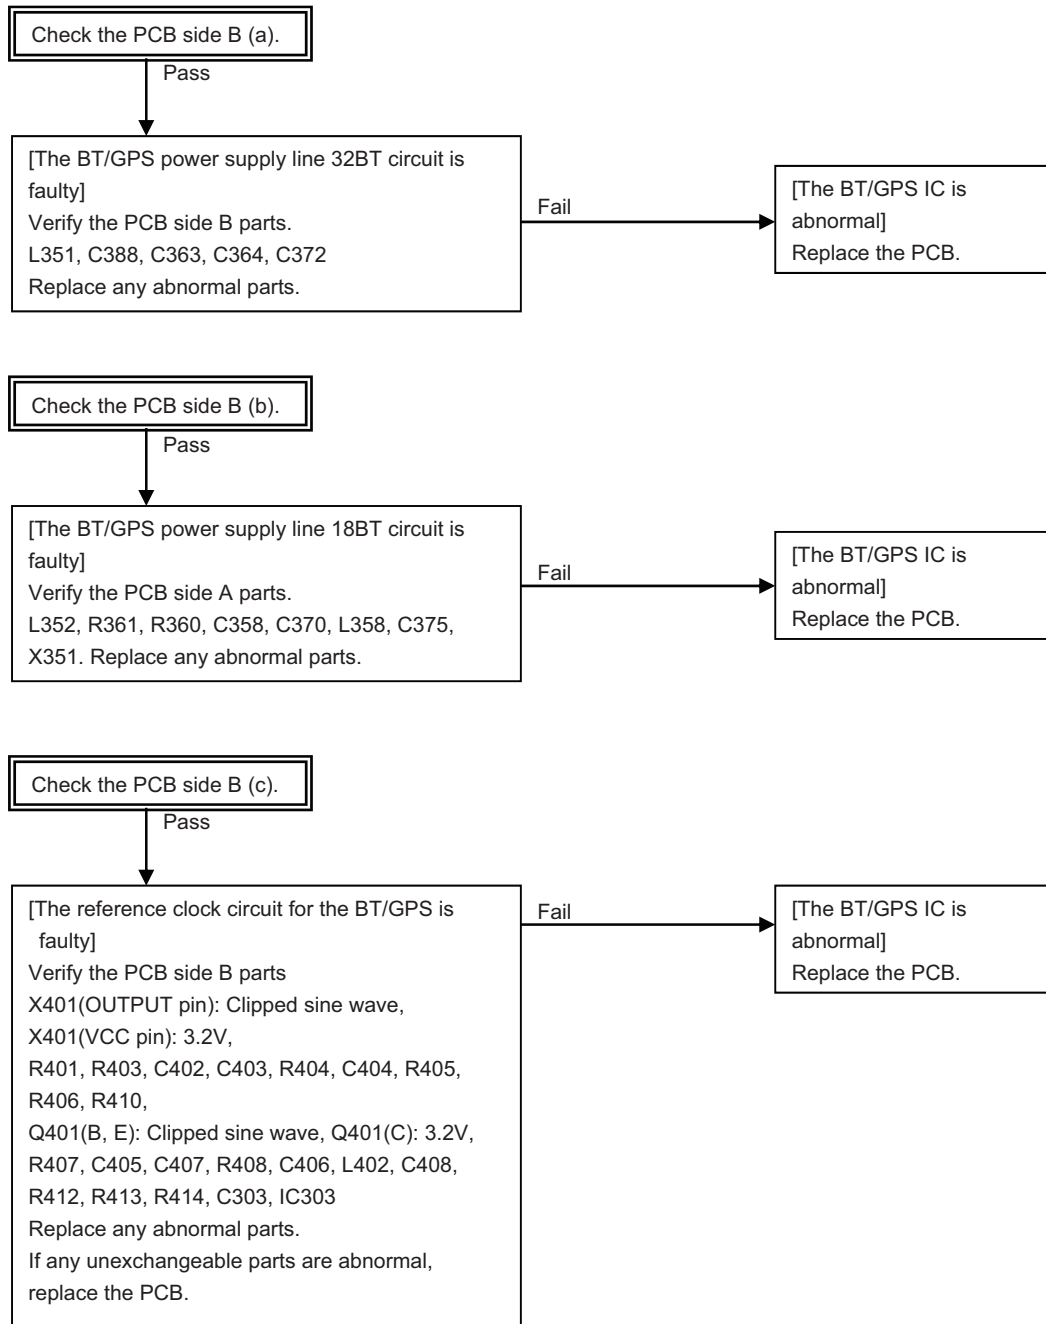 Check the PCB side B (a).
Pass
[The BT/GPS power supply line 32BT circuit is
faulty]
Verify the PCB side B parts.
L351, C388, C363, C364, C372
Replace any abnormal parts.
Fail
[The BT/GPS IC is
abnormal]
Replace the PCB.
Check the PCB side B (b).
Pass
[The BT/GPS power supply line 18BT circuit is
faulty]
Verify the PCB side A parts.
L352, R361, R360, C358, C370, L358, C375,
X351. Replace any abnormal parts.
Fail
[The BT/GPS IC is
abnormal]
Replace the PCB.
Check the PCB side B (c).
Pass
[The reference clock circuit for the BT/GPS is
faulty]
Verify the PCB side B parts
X401(OUTPUT pin): Clipped sine wave,
X401(VCC pin): 3.2V,
R401, R403, C402, C403, R404, C404, R405,
R406, R410,
Q401(B, E): Clipped sine wave, Q401(C): 3.2V,
R407, C405, C407, R408, C406, L402, C408,
R412, R413, R414, C303, IC303
Replace any abnormal parts.
If any unexchangeable parts are abnormal,
replace the PCB.
Fail
[The BT/GPS IC is
abnormal]
Replace the PCB.